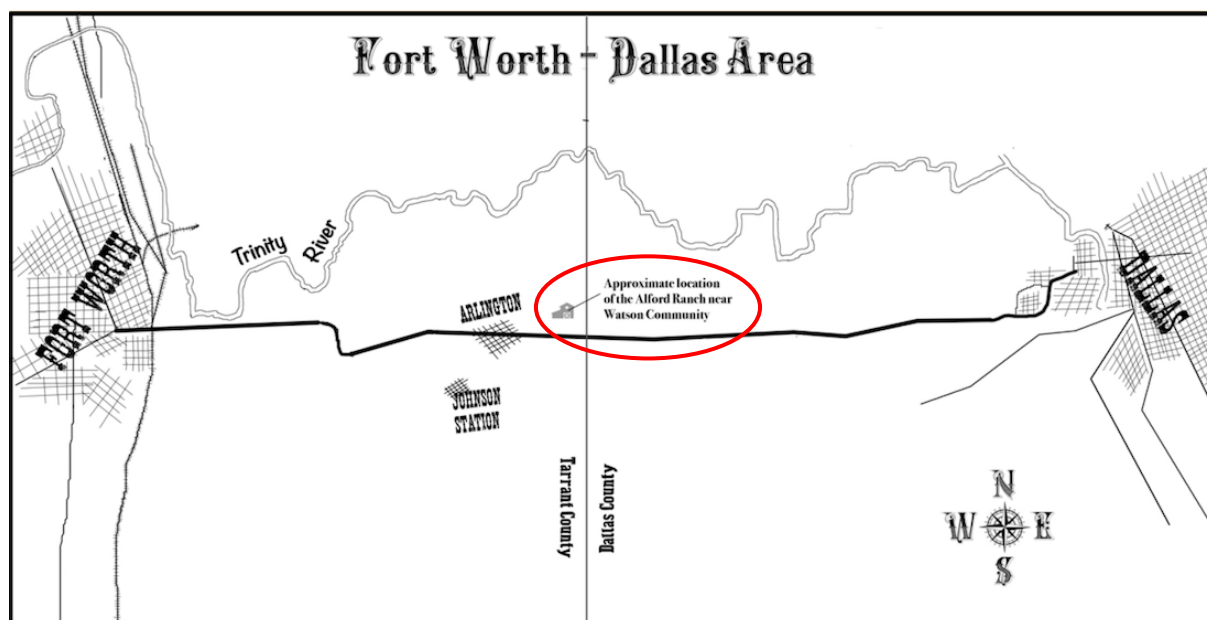 Fort Worth - Dallas Area
Trinity
River
FORT WORTH
ARLINGTON
Approximate location
of the Alford Ranch near
Watson Community
DALLAS
JOHNSON
STATION
Tarrant County
Dallas County
N
W E
S